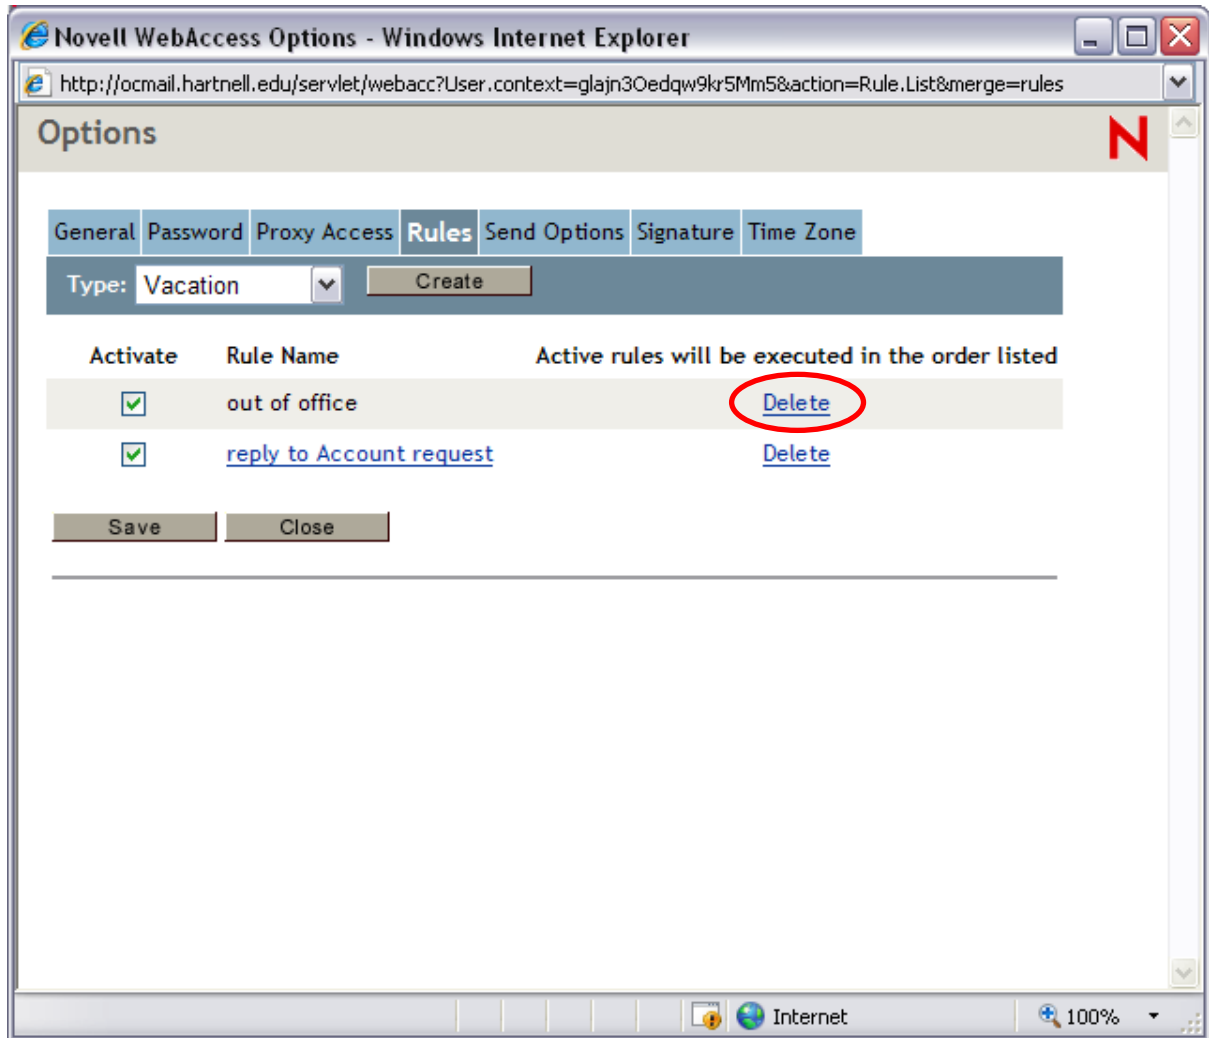 Novell WebAccess Options - Windows Internet Explorer
http://ocmail.hartnell.edu/servlet/webacc?User.context=glajn3Oedqw9kr5Mm5&action=Rule.List&merge=rules
Options N
General Password Proxy Access Rules Send Options Signature Time Zone
Type: Vacation Create
Activate Rule Name Active rules will be executed in the order listed
out of office Delete
reply to Account request Delete
Save Close
Internet 100%